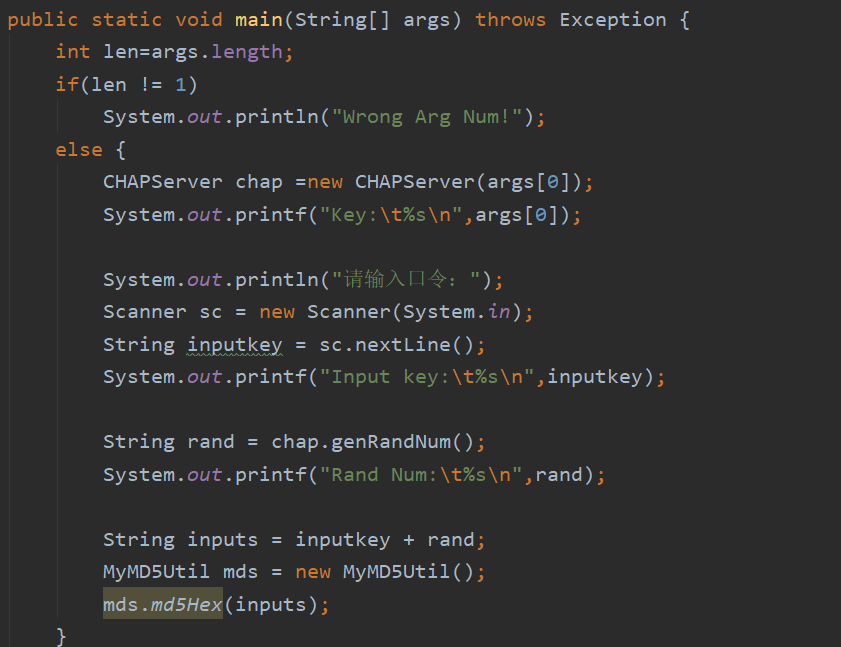 public static void main(String[] args) throws Exception {
    int len=args.length;
    if(len != 1)
        System.out.println("Wrong Arg Num!");
    else {
        CHAPServer chap =new CHAPServer(args[0]);
        System.out.printf("Key:\t%s\n",args[0]);

        System.out.println("请输入口令：");
        Scanner sc = new Scanner(System.in);
        String inputkey = sc.nextLine();
        System.out.printf("Input key:\t%s\n",inputkey);

        String rand = chap.genRandNum();
        System.out.printf("Rand Num:\t%s\n",rand);

        String inputs = inputkey + rand;
        MyMD5Util mds = new MyMD5Util();
        mds.md5Hex(inputs);
    }